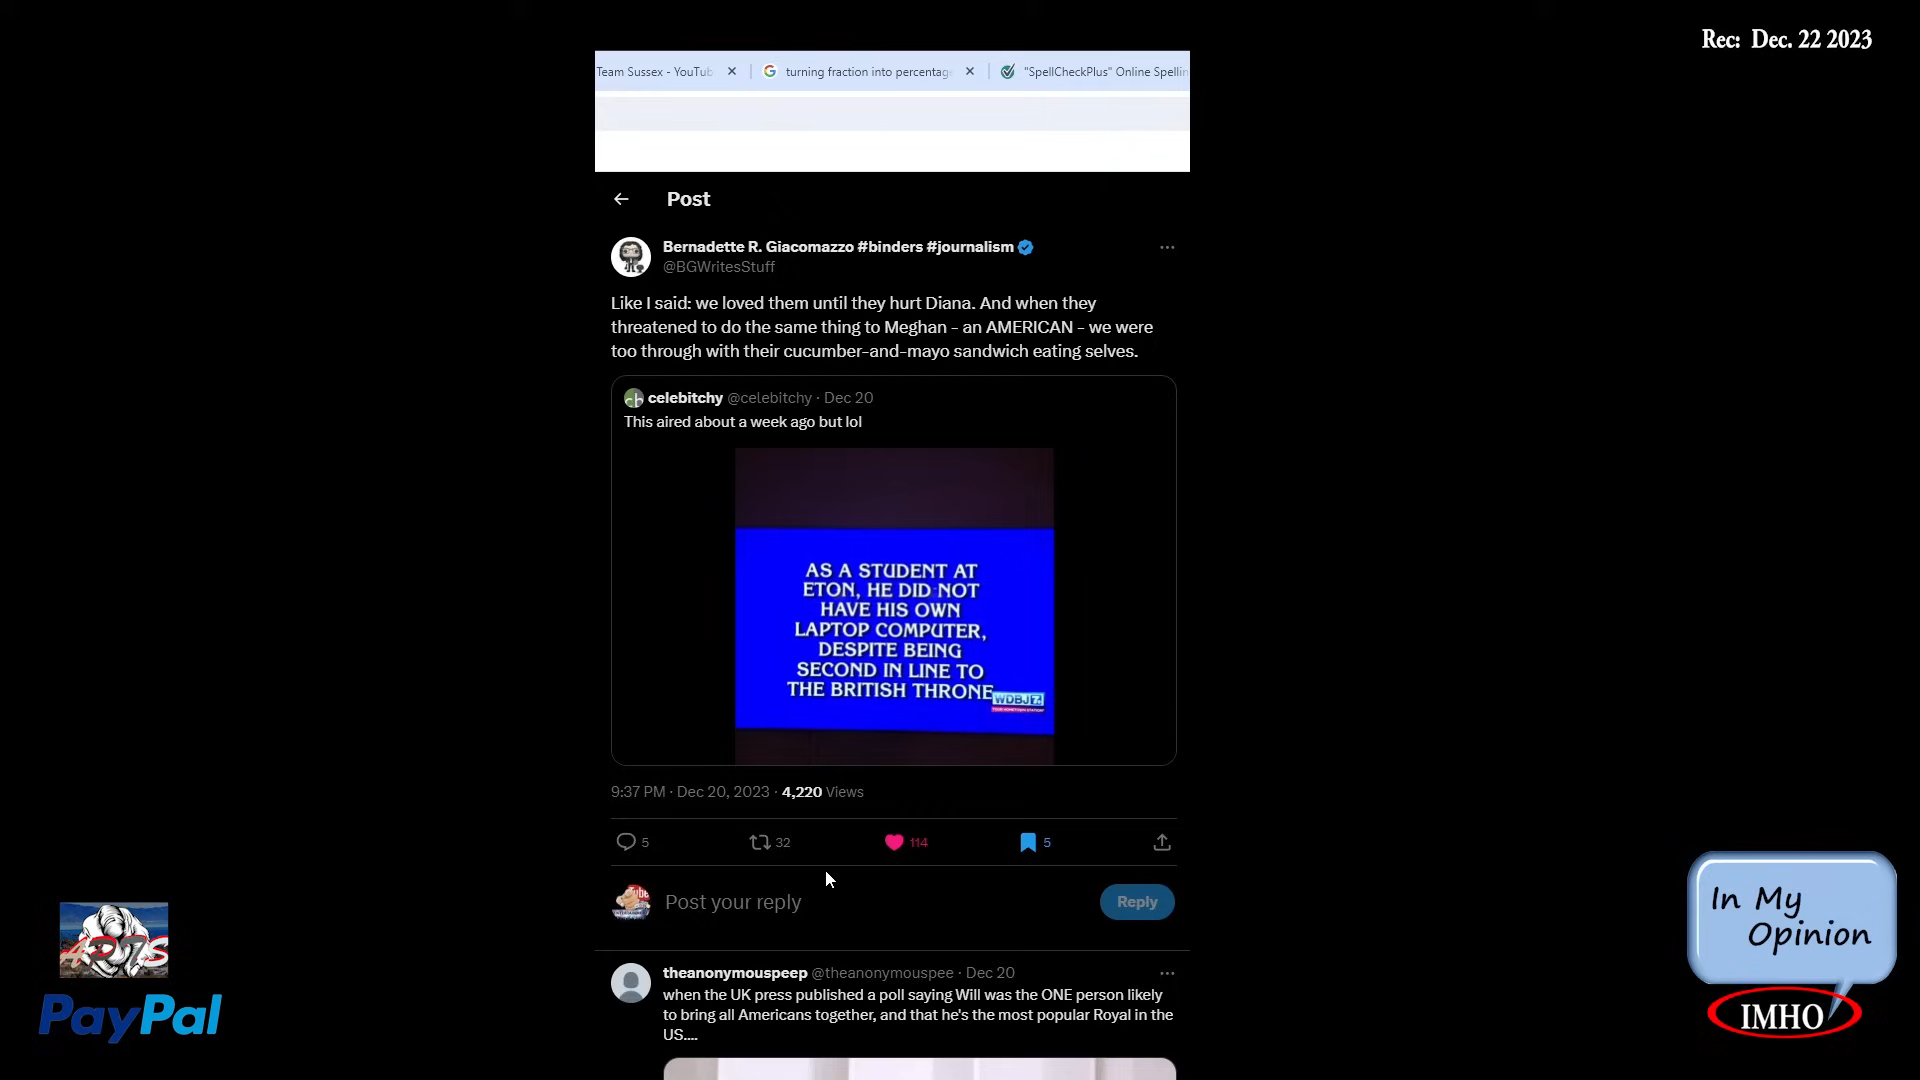 Rec: Dec. 22 2023
Team Sussex - YouTub
turning fraction into percentage
"SpellCheckPlus" Online Spellin
Post
Bernadette R. Giacomazzo #binders #journalism
@BGWritesStuff
Like I said: we loved them until they hurt Diana. And when they
threatened to do the same thing to Meghan - an AMERICAN - we were
too through with their cucumber-and-mayo sandwich eating selves.
celebitchy @celebitchy · Dec 20
This aired about a week ago but lol
AS A STUDENT AT
ETON, HE DID NOT
HAVE HIS OWN
LAPTOP COMPUTER,
DESPITE BEING
SECOND IN LINE TO
THE BRITISH THRONE
WDBJ7
9:37 PM · Dec 20, 2023 · 4,220 Views
5
32
114
5
Post your reply
Reply
theanonymouspeep @theanonymouspee · Dec 20
when the UK press published a poll saying Will was the ONE person likely
to bring all Americans together, and that he's the most popular Royal in the
US....
PayPal
In My
Opinion
IMHO